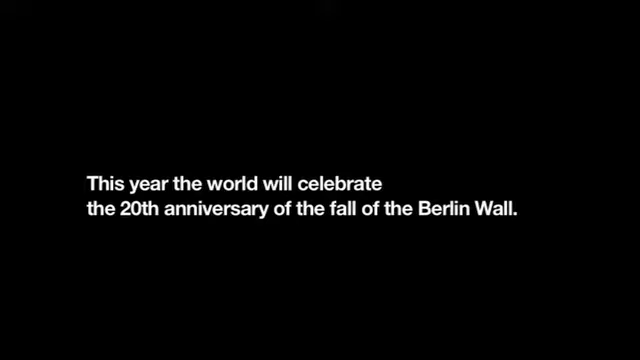 This year the world will celebrate
the 20th anniversary of the fall of the Berlin Wall.